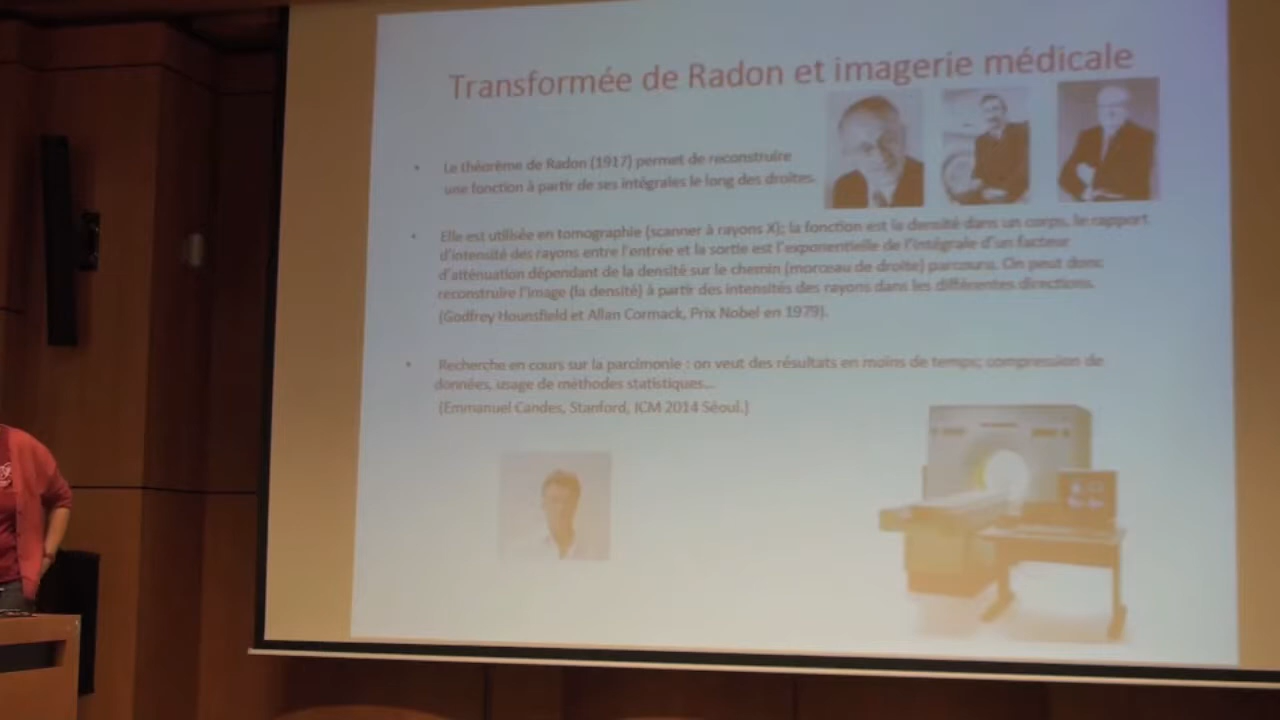 Transformée de Radon et imagerie médicale
• Le théorème de Radon (1917) permet de reconstruire
une fonction à partir de ses intégrales le long des droites.
• Elle est utilisée en tomographie (scanner à rayons X); la fonction est la densité dans un corps, le rapport
d'intensité des rayons entre l'entrée et la sortie est l'exponentielle de l'intégrale d'un facteur
d'atténuation dépendant de la densité sur le chemin (morceau de droite) parcouru. On peut donc
reconstruire l'image (la densité) à partir des intensités des rayons dans les différentes directions.
(Godfrey Hounsfield et Allan Cormack, Prix Nobel en 1979).
• Recherche en cours sur la parcimonie : on veut des résultats en moins de temps; compression de
données, usage de méthodes statistiques...
(Emmanuel Candes, Stanford, ICM 2014 Séoul.)